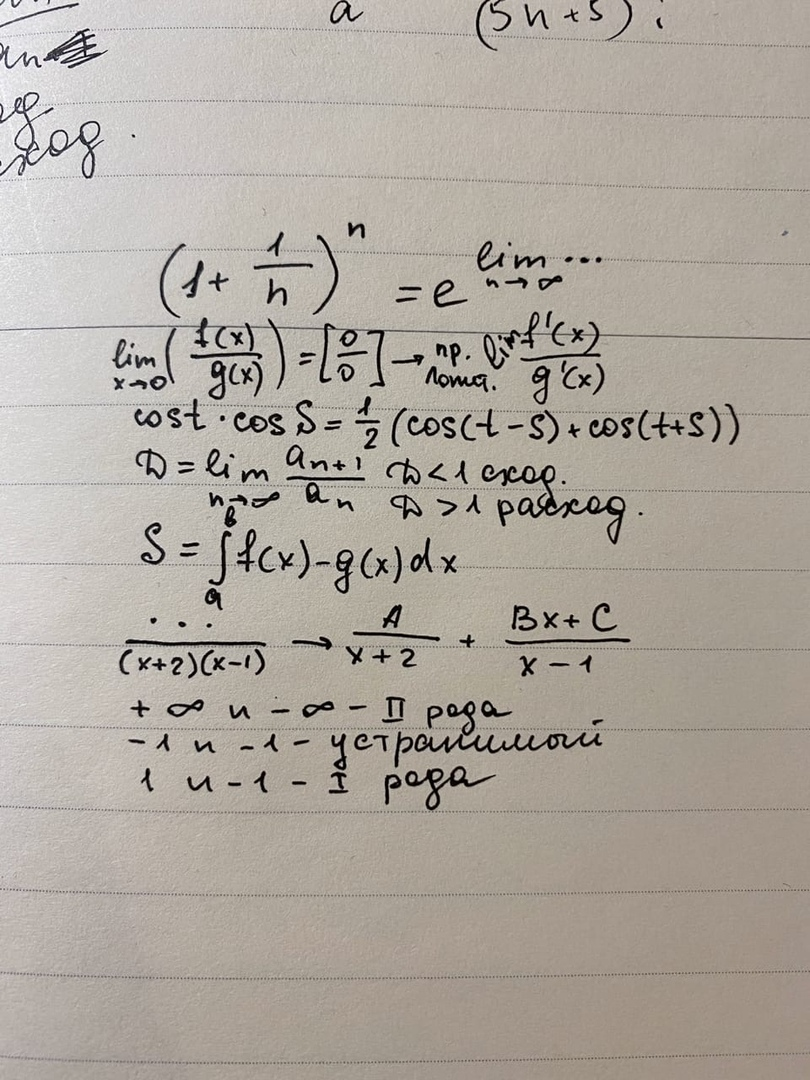 a (5n+5)!
(1 + 1/n)^n = e^(lim n→∞ ...)
lim x→0 (f(x)/g(x)) = [0/0] → пр. Лопит. lim f'(x)/g'(x)
cos t · cos S = 1/2 (cos(t-S) + cos(t+S))
D = lim n→∞ a_(n+1)/a_n D < 1 сход.
D > 1 расход.
S = ∫_a^b f(x) - g(x) dx
.../((x+2)(x-1)) → A/(x+2) + (Bx+C)/(x-1)
+∞ и -∞ - II рода
-1 и -1 - устранимый
1 и -1 - I рода